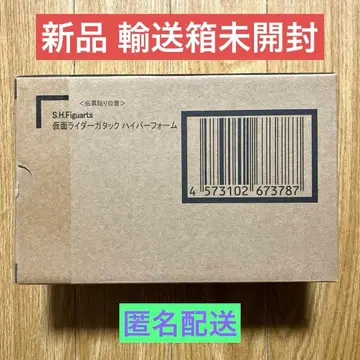 新品 輸送箱未開封
<伝票貼り位置>
S.H.Figuarts
仮面ライダーガタック ハイパーフォーム
4 573102 673787
匿名配送